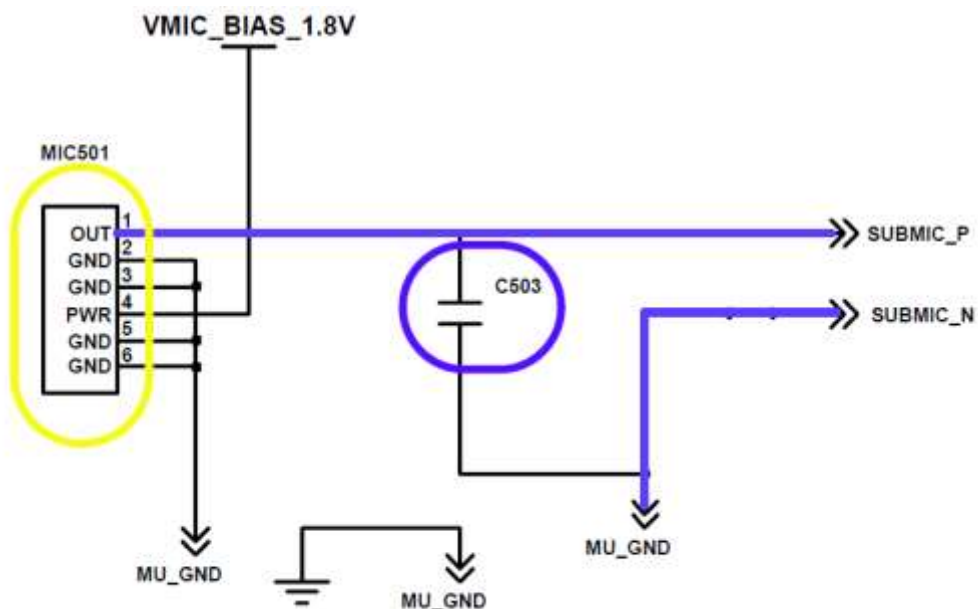 VMIC_BIAS_1.8V
MIC501
OUT 1
GND 2
GND 3
PWR 4
GND 5
GND 6
SUBMIC_P
C503
SUBMIC_N
MU_GND
MU_GND
MU_GND